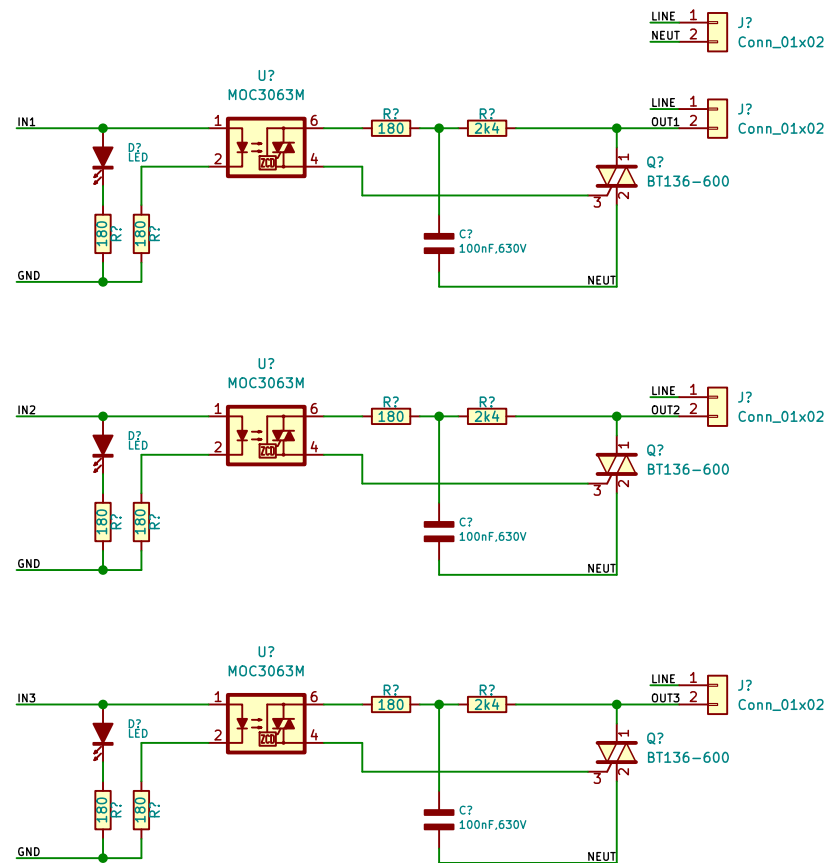 LINE 1 J?
NEUT 2 Conn_01x02
U?
MOC3063M
LINE 1 J?
IN1 1 6 R? R? OUT1 2 Conn_01x02
180 2k4
D?
LED
2 ZCD 4 1 Q?
BT136-600
3 2
180 R? 180 R? C?
100nF,630V
GND NEUT
U?
MOC3063M
LINE 1 J?
IN2 1 6 R? R? OUT2 2 Conn_01x02
180 2k4
D?
LED
2 ZCD 4 1 Q?
BT136-600
3 2
180 R? 180 R? C?
100nF,630V
GND NEUT
U?
MOC3063M
LINE 1 J?
IN3 1 6 R? R? OUT3 2 Conn_01x02
180 2k4
D?
LED
2 ZCD 4 1 Q?
BT136-600
3 2
180 R? 180 R? C?
100nF,630V
GND NEUT